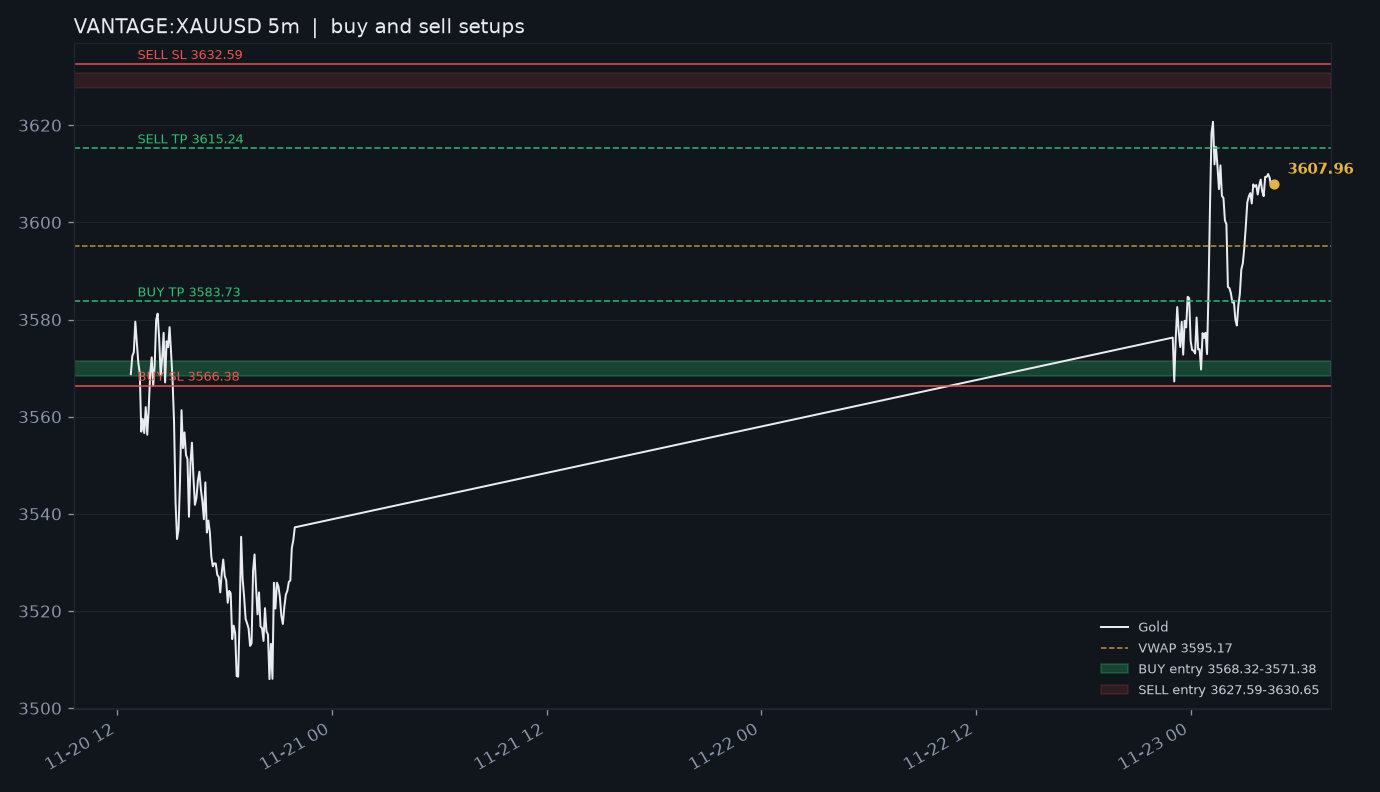 VANTAGE:XAUUSD 5m | buy and sell setups
SELL SL 3632.59
3620
SELL TP 3615.24
3607.96
3600
BUY TP 3583.73
3580
BUY SL 3566.38
3560
3540
3520
3500
Gold
VWAP 3595.17
BUY entry 3568.32-3571.38
SELL entry 3627.59-3630.65
11-20 12
11-21 00
11-21 12
11-22 00
11-22 12
11-23 00